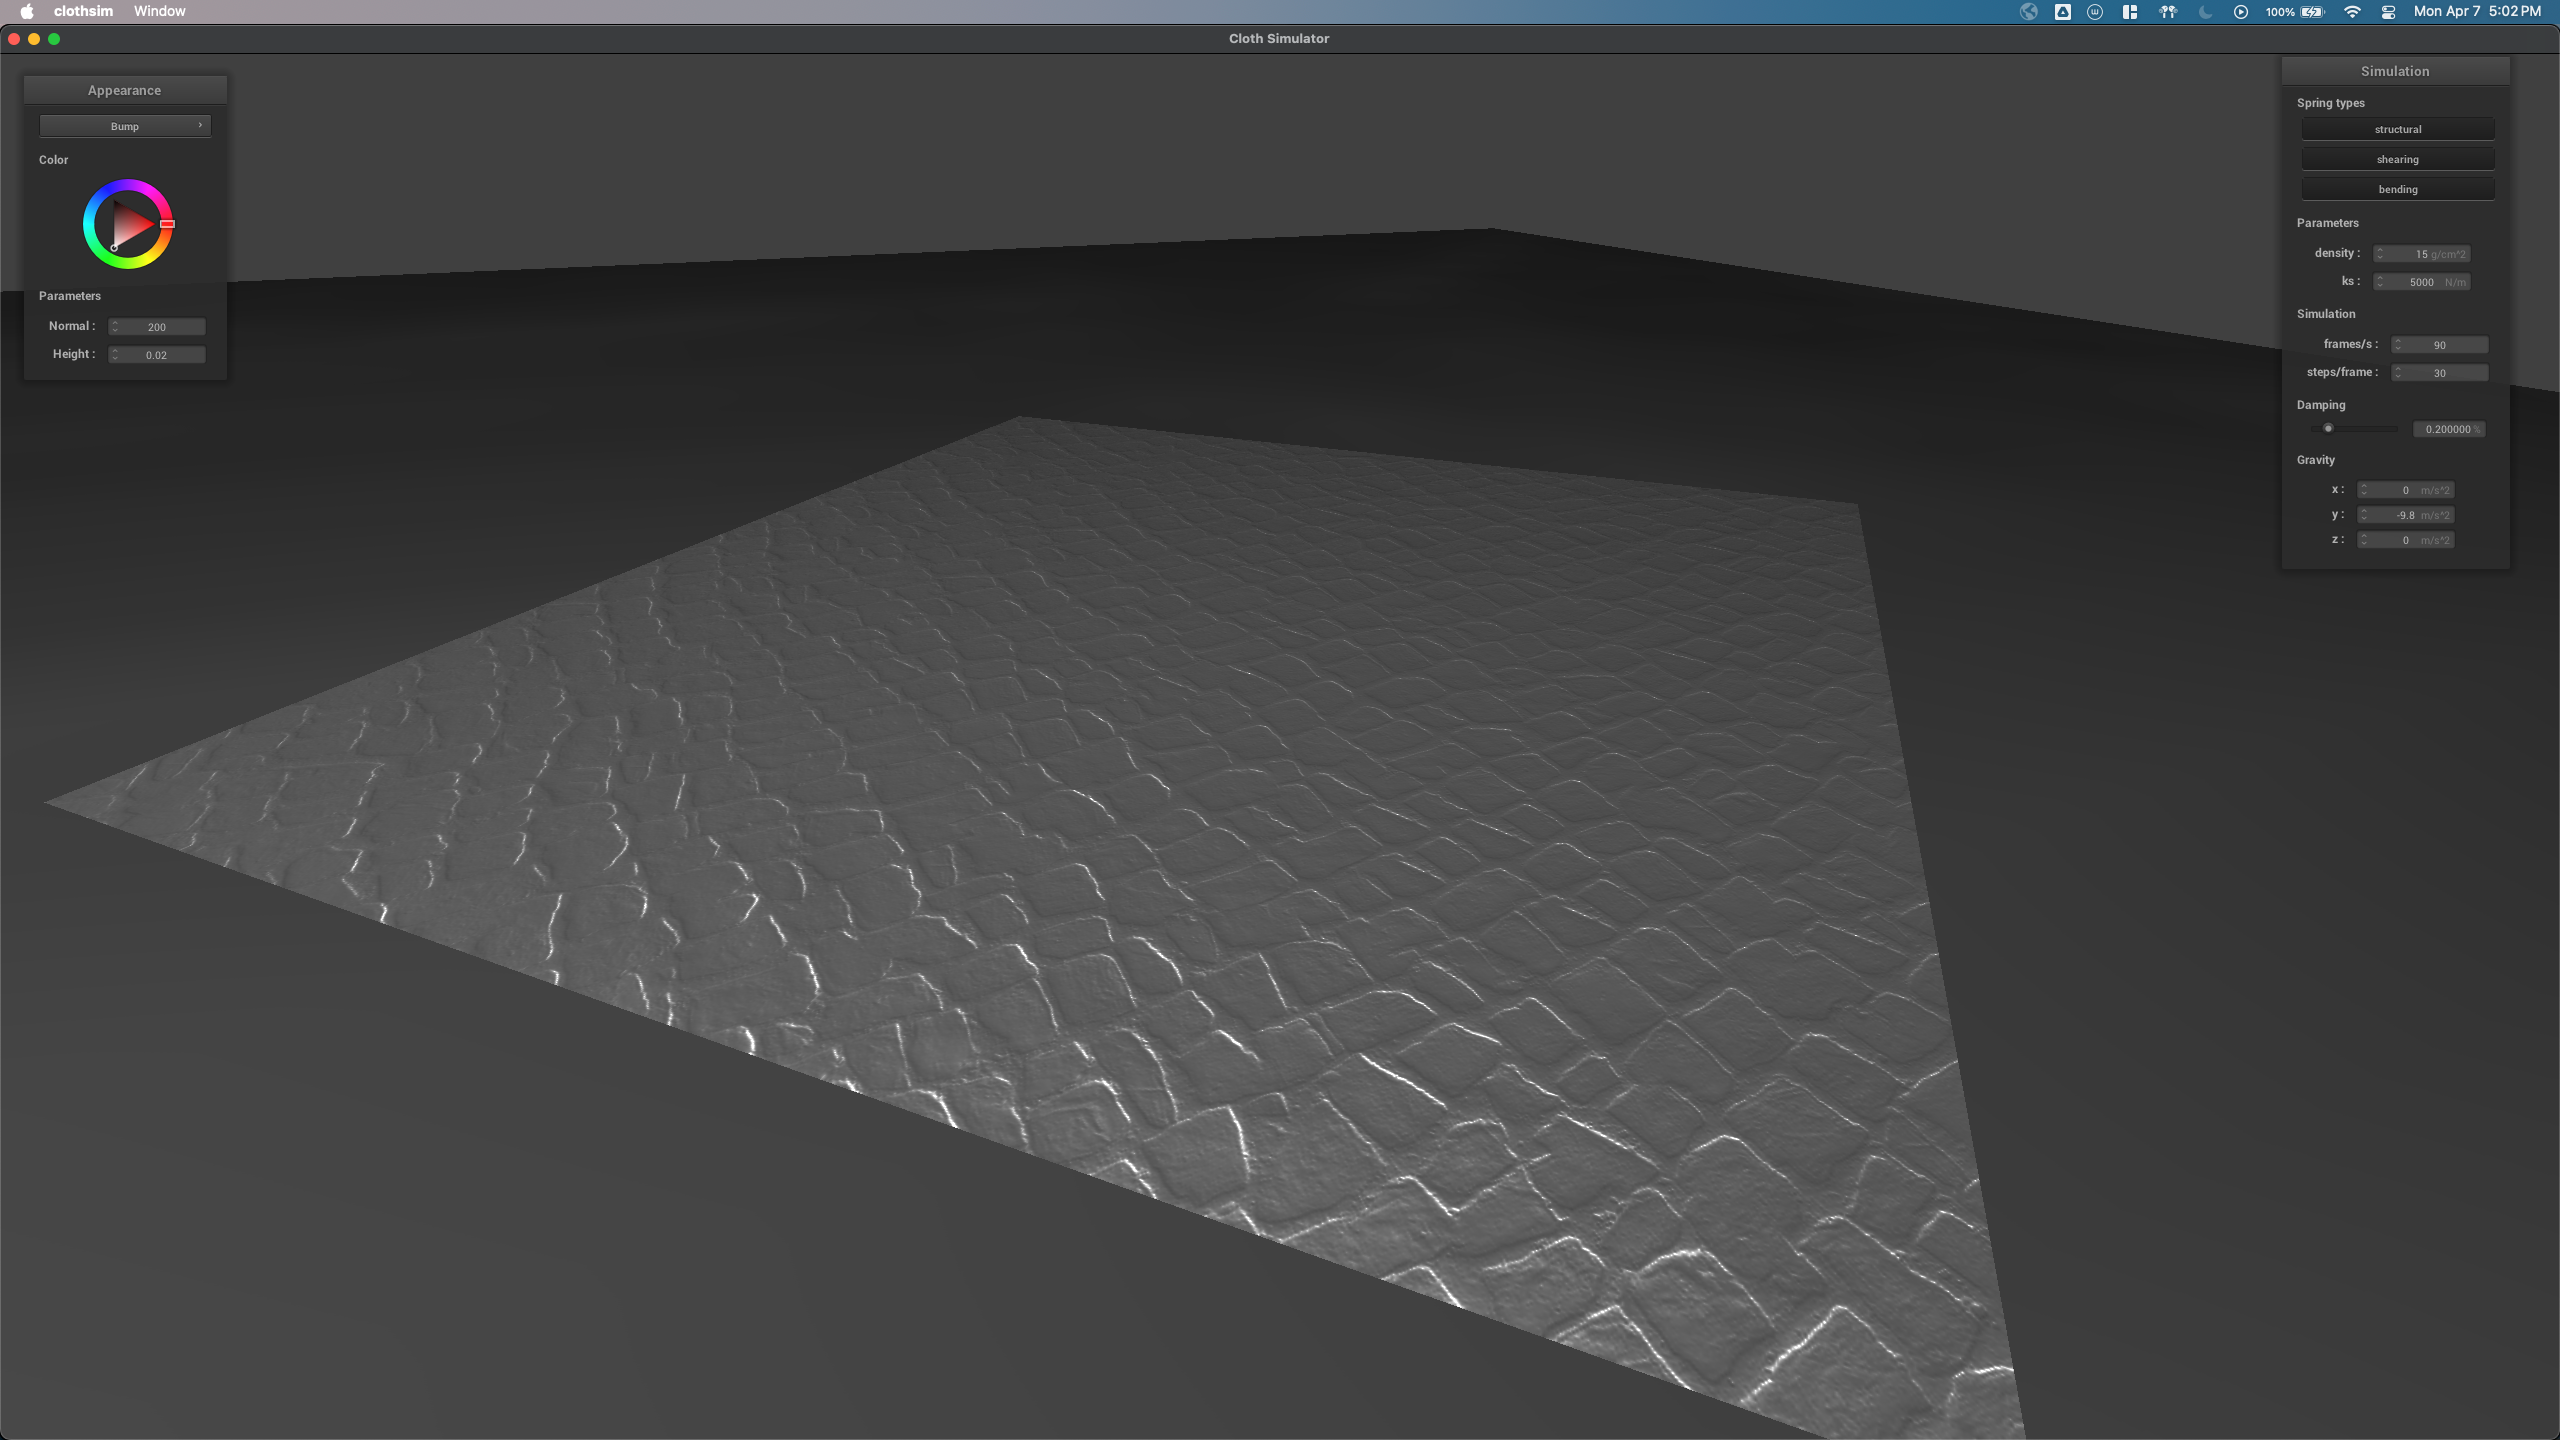 clothsim Window 100% Mon Apr 7 5:02 PM
Cloth Simulator
Appearance
Bump
Color
Parameters
Normal : 200
Height : 0.02
Simulation
Spring types
structural
shearing
bending
Parameters
density : 15 g/cm^2
ks : 5000 N/m
Simulation
frames/s : 90
steps/frame : 30
Damping
0.200000 %
Gravity
x : 0 m/s^2
y : -9.8 m/s^2
z : 0 m/s^2